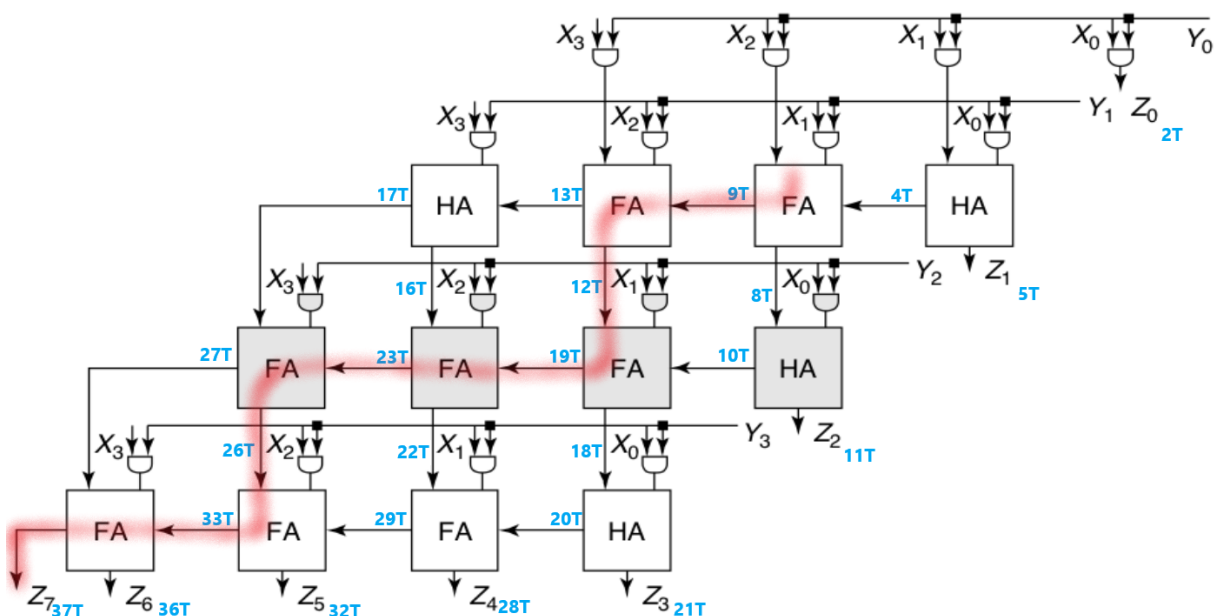 X3 X2 X1 X0 Y0
X3 X2 X1 X0 Y1 Z0
2T
17T HA 13T FA 9T FA 4T HA
X3 X2 X1 X0 Y2 Z1
16T 12T 8T 5T
27T FA 23T FA 19T FA 10T HA
X3 X2 X1 X0 Y3 Z2
26T 22T 18T 11T
FA 33T FA 29T FA 20T HA
Z7 37T Z6 36T Z5 32T Z4 28T Z3 21T